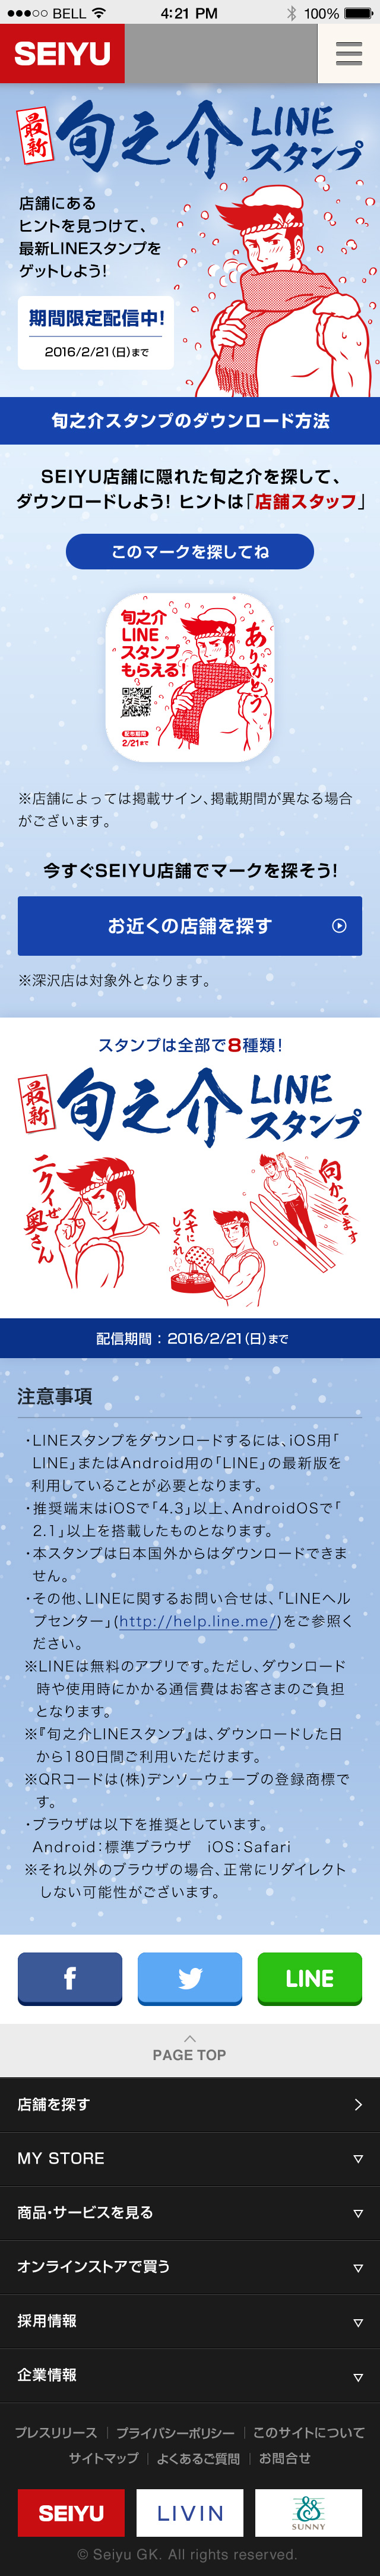 BELL 4:21 PM 100%
SEIYU
最新 旬之介 LINEスタンプ
店舗にある
ヒントを見つけて、
最新LINEスタンプを
ゲットしよう!
期間限定配信中!
2016/2/21(日)まで
旬之介スタンプのダウンロード方法
SEIYU店舗に隠れた旬之介を探して、
ダウンロードしよう! ヒントは「店舗スタッフ」
このマークを探してね
旬之介
LINE
スタンプ
もらえる!
ありがとう
配布期間
2/21まで
※店舗によっては掲載サイン、掲載期間が異なる場合
がございます。
今すぐSEIYU店舗でマークを探そう!
お近くの店舗を探す
※深沢店は対象外となります。
スタンプは全部で8種類!
最新 旬之介 LINEスタンプ
ニクイぜ奥さん
スキにしてくれ
向かってます
配信期間：2016/2/21(日)まで
注意事項
・LINEスタンプをダウンロードするには、iOS用「
LINE」またはAndroid用の「LINE」の最新版を
利用していることが必要となります。
・推奨端末はiOSで「4.3」以上、AndroidOSで「
2.1」以上を搭載したものとなります。
・本スタンプは日本国外からはダウンロードできま
せん。
・その他、LINEに関するお問い合せは、「LINEヘル
プセンター」(http://help.line.me/)をご参照く
ださい。
※LINEは無料のアプリです。ただし、ダウンロード
時や使用時にかかる通信費はお客さまのご負担
となります。
※『旬之介LINEスタンプ』は、ダウンロードした日
から180日間ご利用いただけます。
※QRコードは(株)デンソーウェーブの登録商標で
す。
・ブラウザは以下を推奨としています。
Android：標準ブラウザ　iOS：Safari
※それ以外のブラウザの場合、正常にリダイレクト
しない可能性がございます。
LINE
PAGE TOP
店舗を探す
MY STORE
商品・サービスを見る
オンラインストアで買う
採用情報
企業情報
プレスリリース | プライバシーポリシー | このサイトについて
サイトマップ | よくあるご質問 | お問合せ
SEIYU LIVIN SUNNY
© Seiyu GK. All rights reserved.